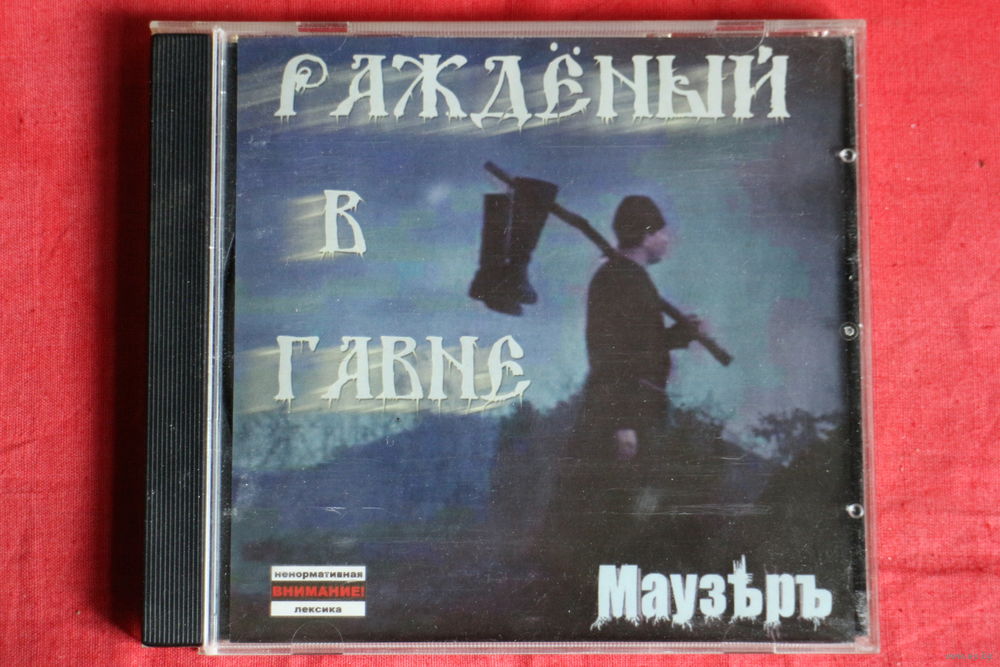 РАЖДЁНЫЙ
В
ГАВНЕ
ненормативная
ВНИМАНИЕ!
лексика
Маузѣръ